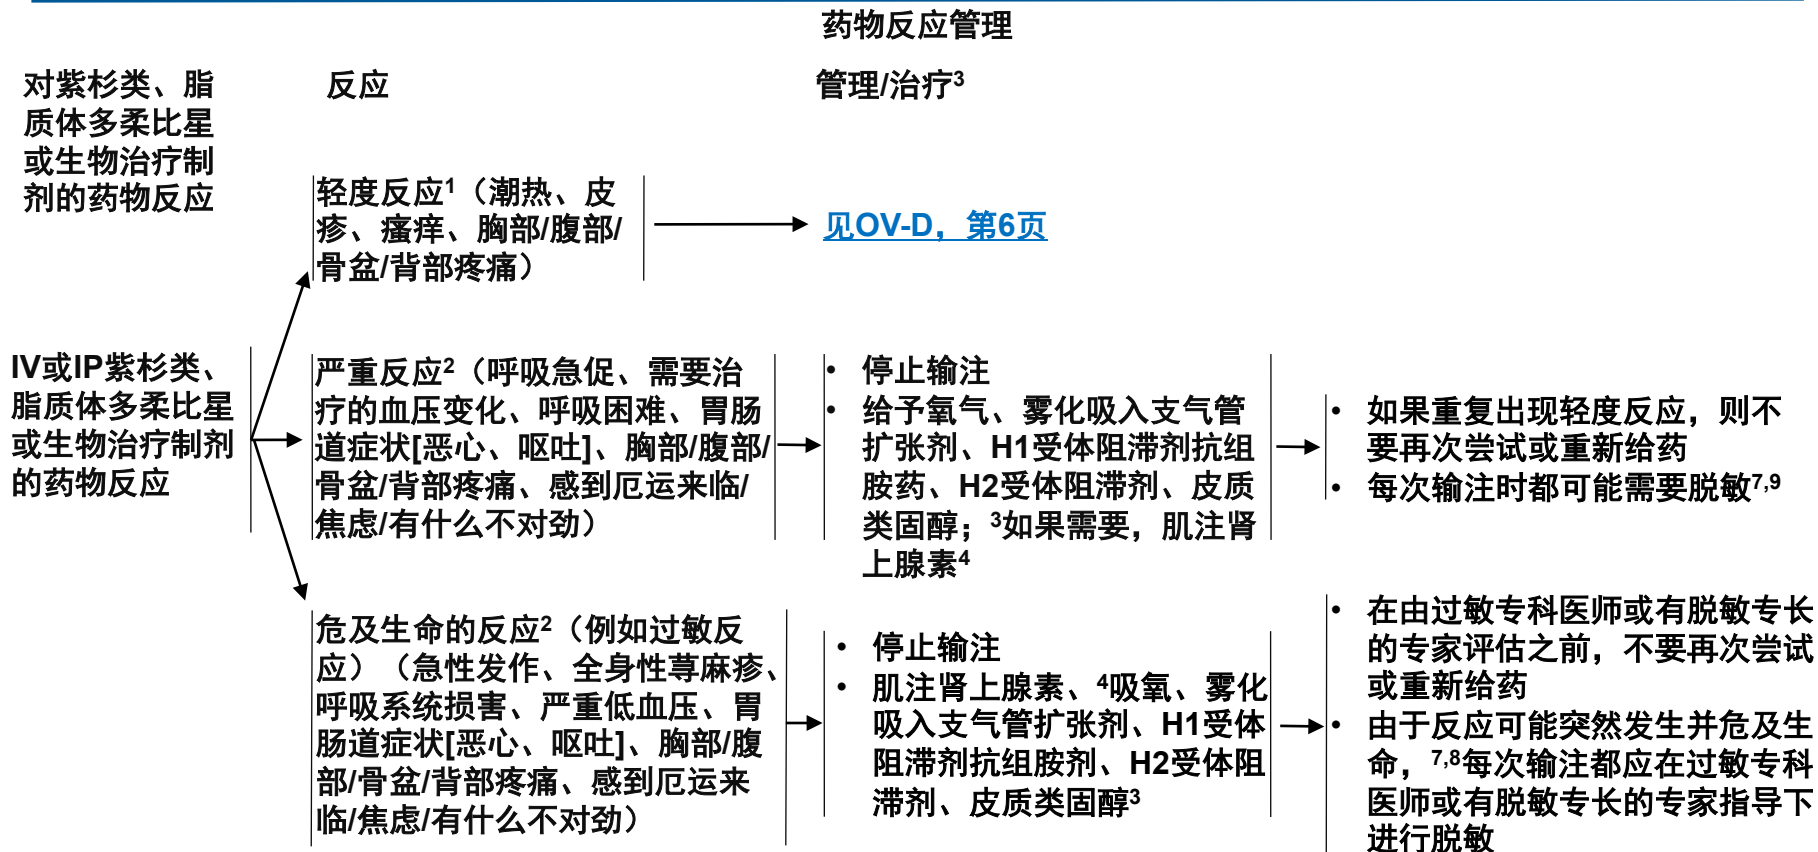 药物反应管理
对紫杉类、脂
质体多柔比星
或生物治疗制
剂的药物反应
反应
管理/治疗3
轻度反应1（潮热、皮
疹、瘙痒、胸部/腹部/
骨盆/背部疼痛）
见OV-D，第6页
IV或IP紫杉类、
脂质体多柔比星
或生物治疗制剂
的药物反应
严重反应2（呼吸急促、需要治
疗的血压变化、呼吸困难、胃肠
道症状[恶心、呕吐]、胸部/腹部/
骨盆/背部疼痛、感到厄运来临/
焦虑/有什么不对劲）
• 停止输注
• 给予氧气、雾化吸入支气管
扩张剂、H1受体阻滞剂抗组
胺药、H2受体阻滞剂、皮质
类固醇；3如果需要，肌注肾
上腺素4
• 如果重复出现轻度反应，则不
要再次尝试或重新给药
• 每次输注时都可能需要脱敏7,9
危及生命的反应2（例如过敏反
应）（急性发作、全身性荨麻疹、
呼吸系统损害、严重低血压、胃
肠道症状[恶心、呕吐]、胸部/腹
部/骨盆/背部疼痛、感到厄运来
临/焦虑/有什么不对劲）
• 停止输注
• 肌注肾上腺素、4吸氧、雾化
吸入支气管扩张剂、H1受体
阻滞剂抗组胺剂、H2受体阻
滞剂、皮质类固醇3
• 在由过敏专科医师或有脱敏专长
的专家评估之前，不要再次尝试
或重新给药
• 由于反应可能突然发生并危及生
命，7,8每次输注都应在过敏专科
医师或有脱敏专长的专家指导下
进行脱敏